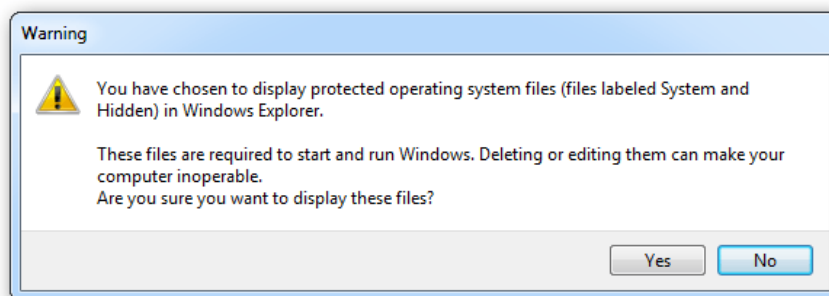 Warning
You have chosen to display protected operating system files (files labeled System and
Hidden) in Windows Explorer.
These files are required to start and run Windows. Deleting or editing them can make your
computer inoperable.
Are you sure you want to display these files?
Yes
No